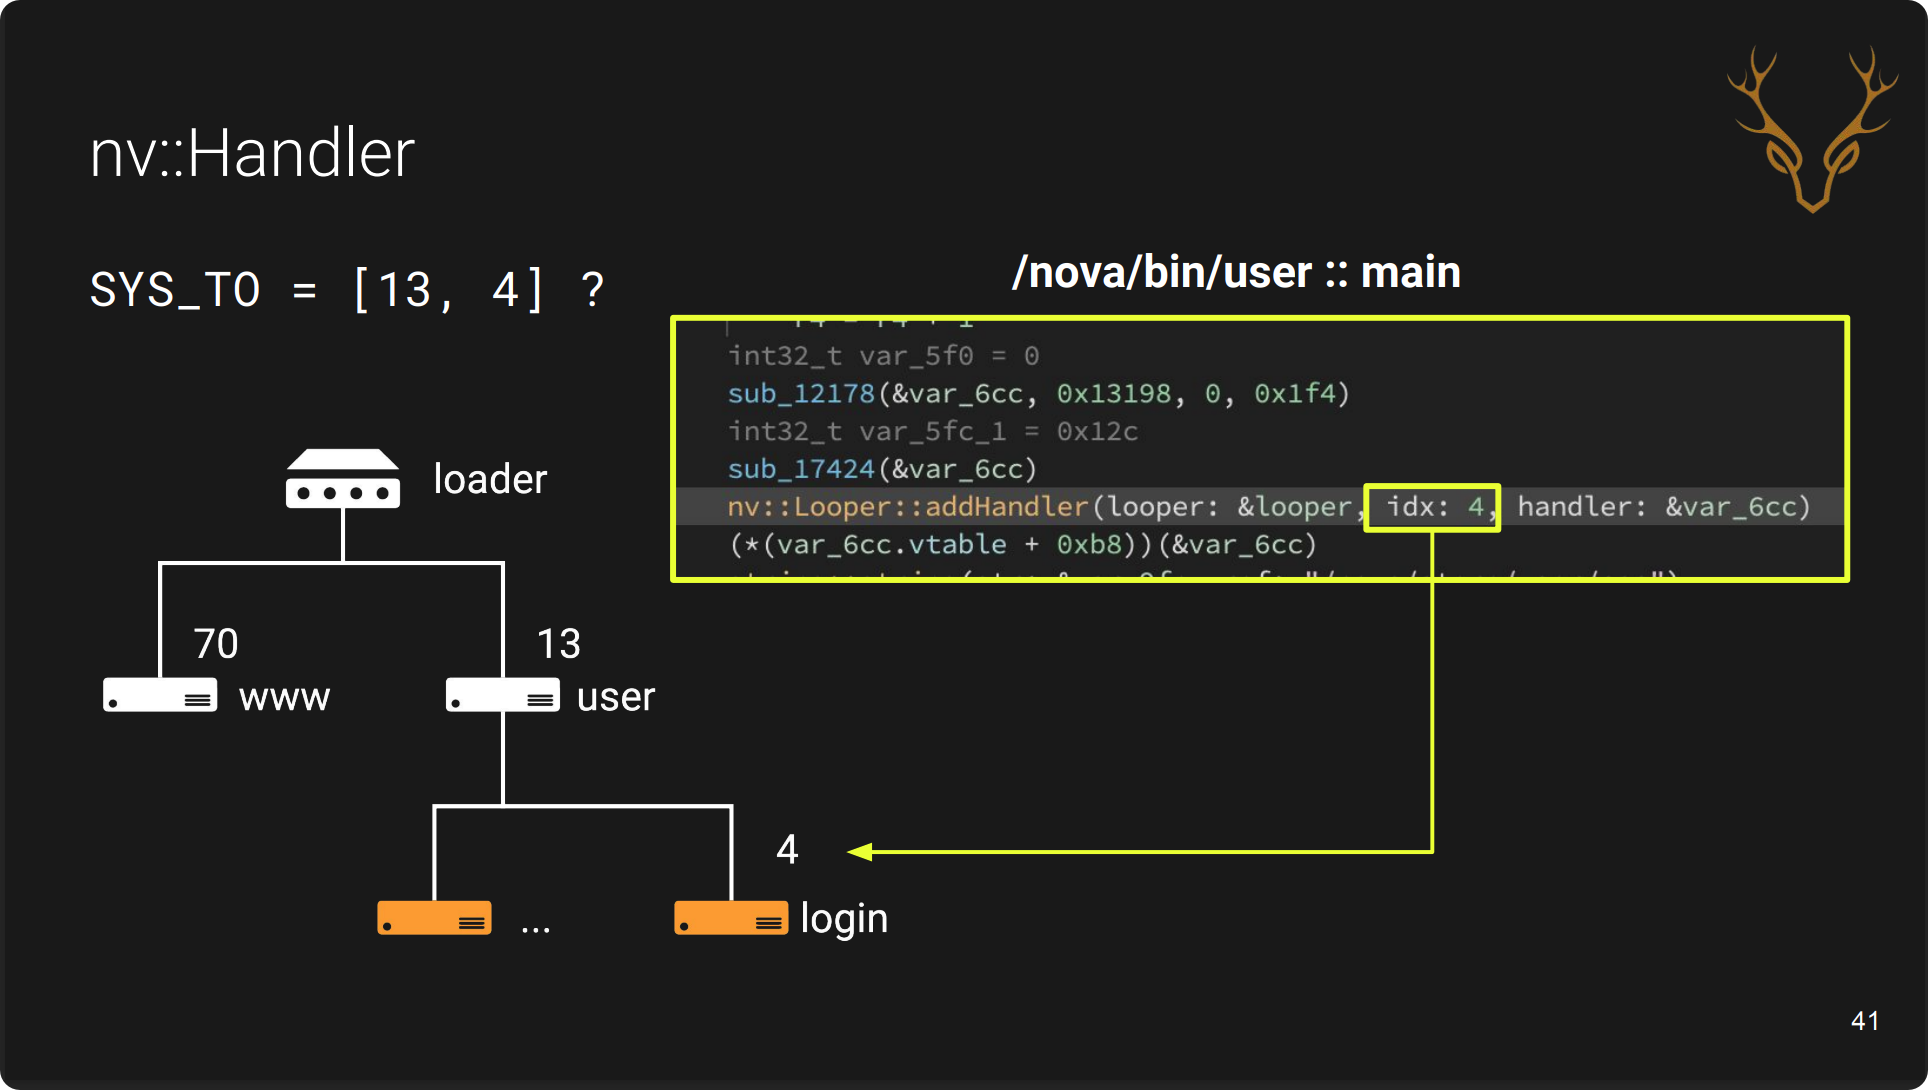 nv::Handler
SYS_TO = [13, 4] ?
/nova/bin/user :: main
int32_t var_5f0 = 0
sub_12178(&var_6cc, 0x13198, 0, 0x1f4)
int32_t var_5fc_1 = 0x12c
sub_17424(&var_6cc)
nv::Looper::addHandler(looper: &looper, idx: 4, handler: &var_6cc)
(*(var_6cc.vtable + 0xb8))(&var_6cc)
loader
70
13
www
user
4
...
login
41